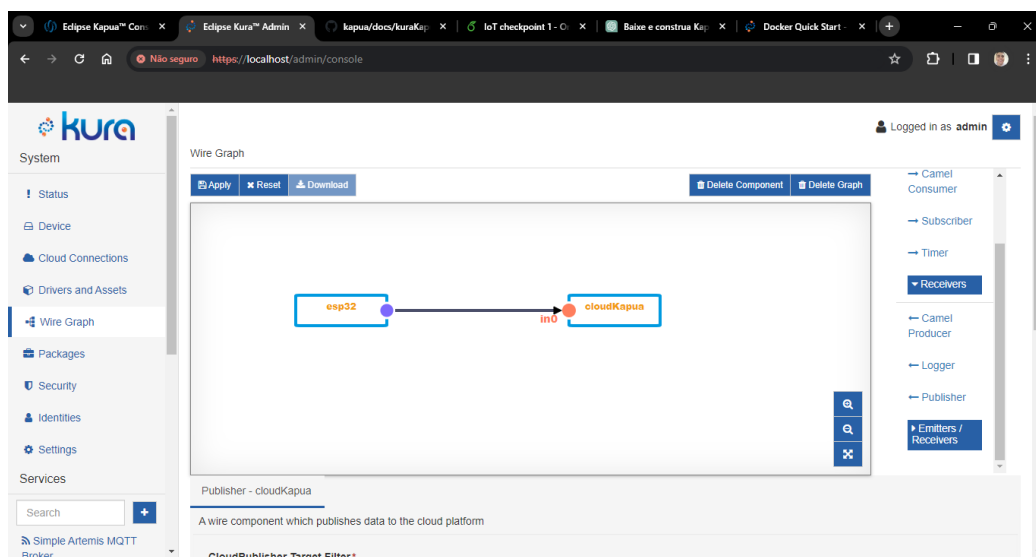 Eclipse Kapua™ Cons
Eclipse Kura™ Admin
kapua/docs/kuraKap
IoT checkpoint 1 - O
Baixe e construa Kap
Docker Quick Start -
Não seguro https://localhost/admin/console
kura
Logged in as admin
System
Status
Device
Cloud Connections
Drivers and Assets
Wire Graph
Packages
Security
Identities
Settings
Services
Search
Simple Artemis MQTT
Broker
Wire Graph
Apply Reset Download Delete Component Delete Graph
esp32
in0
cloudKapua
Camel
Consumer
Subscriber
Timer
Receivers
Camel
Producer
Logger
Publisher
Emitters /
Receivers
Publisher - cloudKapua
A wire component which publishes data to the cloud platform
CloudPublisher Target Filter*